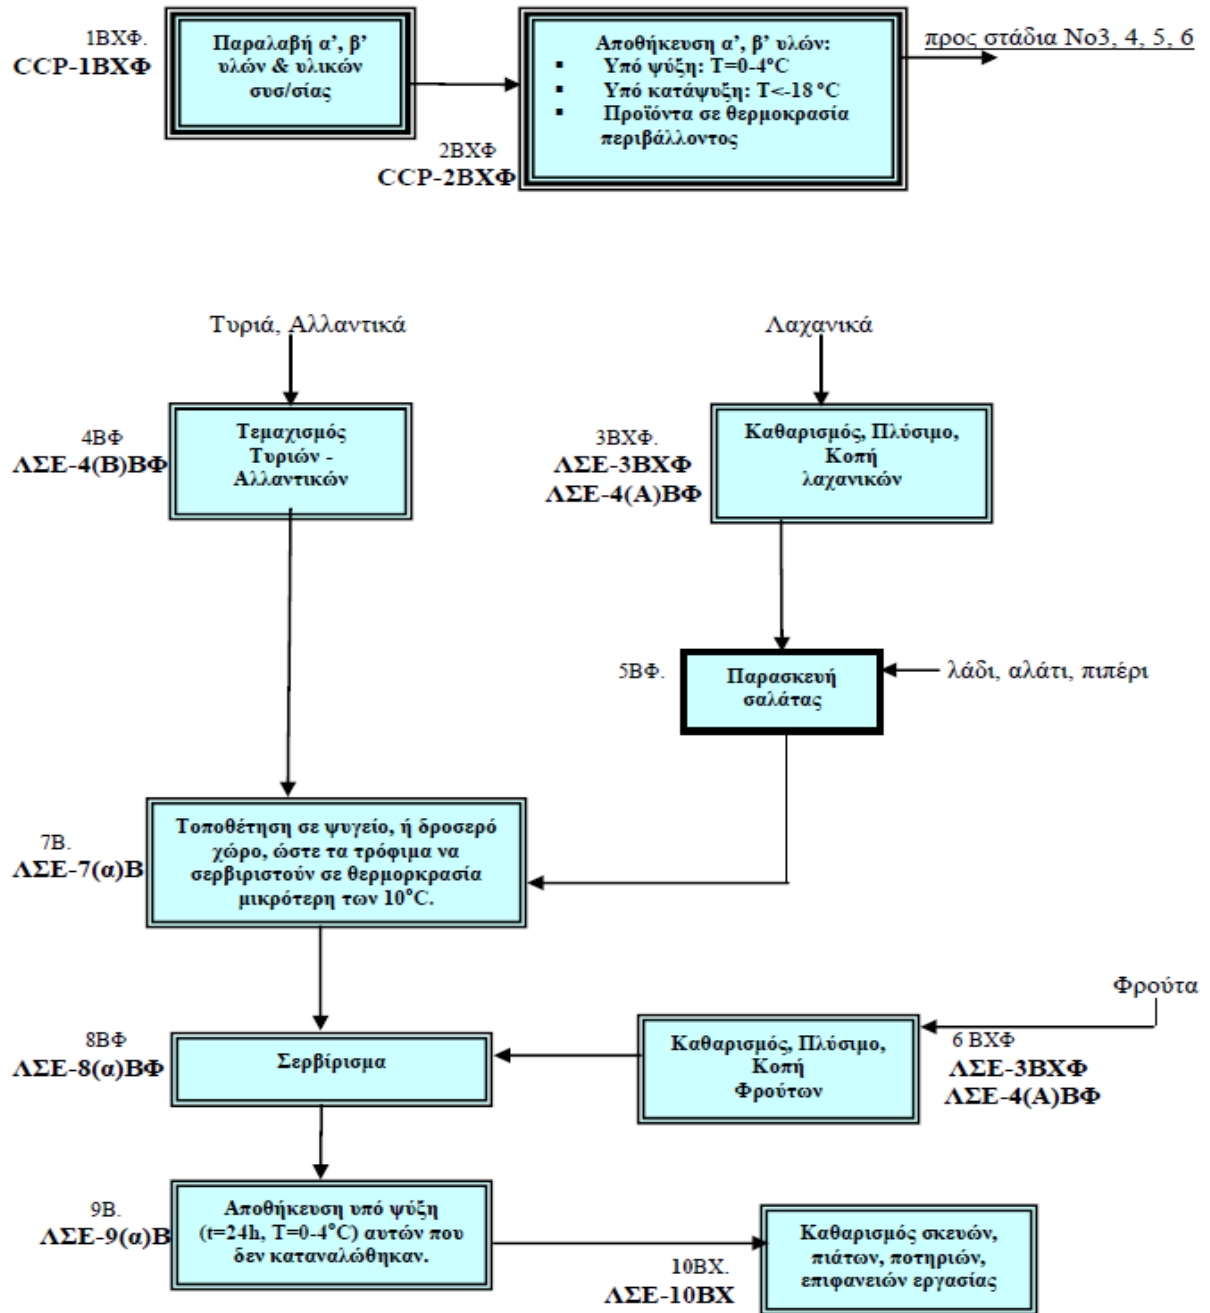 1ΒΧΦ.
CCP-1ΒΧΦ
Παραλαβή α’, β’
υλών & υλικών
συσ/σίας
Αποθήκευση α’, β’ υλών:
▪ Υπό ψύξη: T=0-4°C
▪ Υπό κατάψυξη: T<-18 °C
▪ Προϊόντα σε θερμοκρασία
περιβάλλοντος
προς στάδια Νο3, 4, 5, 6
2ΒΧΦ
CCP-2ΒΧΦ
Τυριά, Αλλαντικά
Λαχανικά
4ΒΦ
ΛΣΕ-4(Β)ΒΦ
Τεμαχισμός
Τυριών -
Αλλαντικών
3ΒΧΦ.
ΛΣΕ-3ΒΧΦ
ΛΣΕ-4(Α)ΒΦ
Καθαρισμός, Πλύσιμο,
Κοπή
λαχανικών
5ΒΦ.
Παρασκευή
σαλάτας
λάδι, αλάτι, πιπέρι
7Β.
ΛΣΕ-7(α)Β
Τοποθέτηση σε ψυγείο, ή δροσερό
χώρο, ώστε τα τρόφιμα να
σερβιριστούν σε θερμορκρασία
μικρότερη των 10°C.
Φρούτα
8ΒΦ
ΛΣΕ-8(α)ΒΦ
Σερβίρισμα
Καθαρισμός, Πλύσιμο,
Κοπή
Φρούτων
6 ΒΧΦ
ΛΣΕ-3ΒΧΦ
ΛΣΕ-4(Α)ΒΦ
9Β.
ΛΣΕ-9(α)Β
Αποθήκευση υπό ψύξη
(t=24h, T=0-4°C) αυτών που
δεν καταναλώθηκαν.
10ΒΧ.
ΛΣΕ-10ΒΧ
Καθαρισμός σκευών,
πιάτων, ποτηριών,
επιφανειών εργασίας